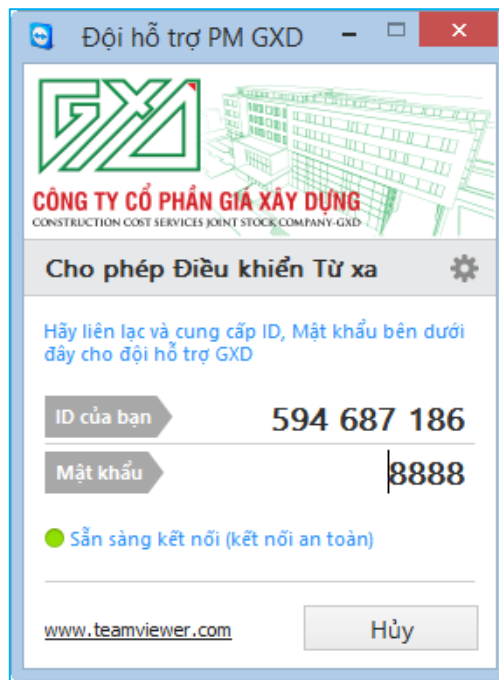 Đội hỗ trợ PM GXD
GXD
CÔNG TY CỔ PHẦN GIÁ XÂY DỰNG
CONSTRUCTION COST SERVICES JOINT STOCK COMPANY-GXD
Cho phép Điều khiển Từ xa
Hãy liên lạc và cung cấp ID, Mật khẩu bên dưới
đây cho đội hỗ trợ GXD
ID của bạn 594 687 186
Mật khẩu 8888
Sẵn sàng kết nối (kết nối an toàn)
www.teamviewer.com Hủy